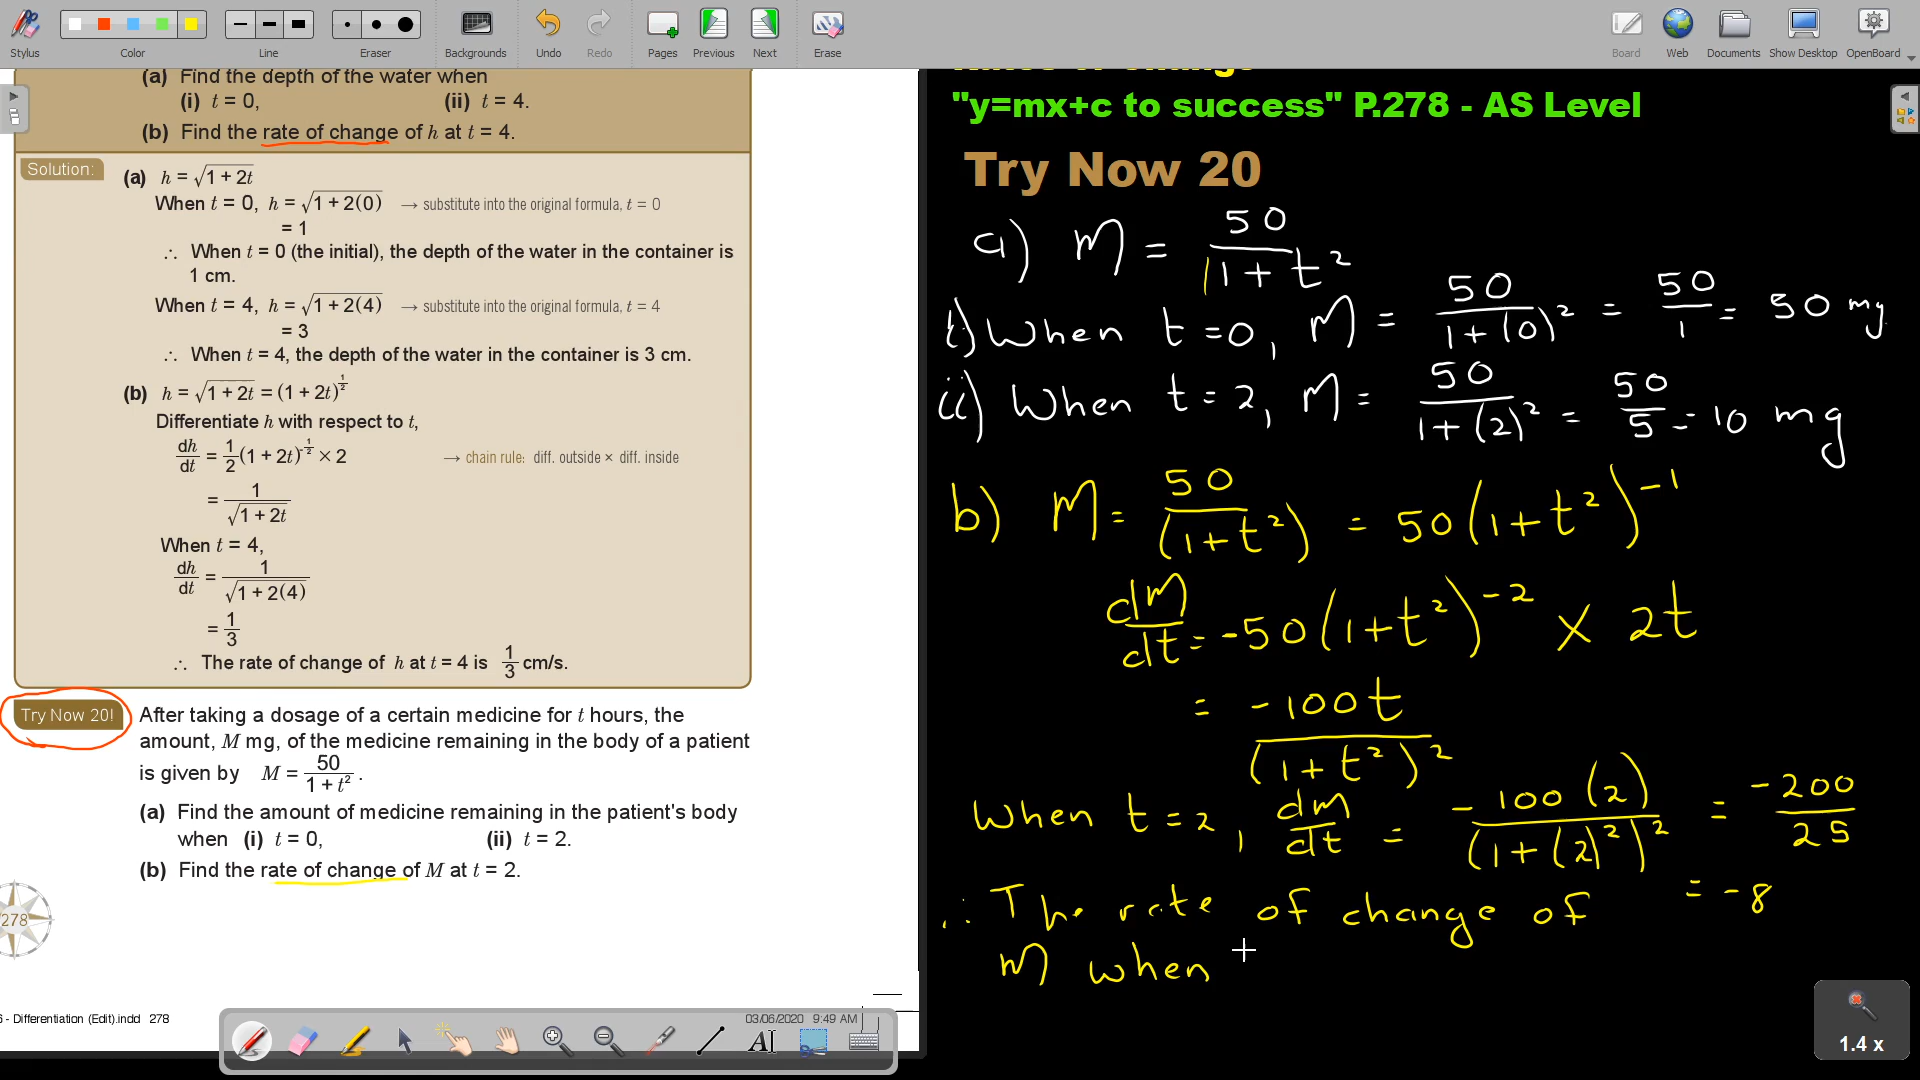 Stylus Color Line Eraser Backgrounds Undo Redo Pages Previous Next Erase Board Web Documents Show Desktop OpenBoard
(a) Find the depth of the water when
(i) t = 0, (ii) t = 4.
(b) Find the rate of change of h at t = 4.
Solution:
(a) h = √(1 + 2t)
When t = 0, h = √(1 + 2(0)) → substitute into the original formula, t = 0
= 1
∴ When t = 0 (the initial), the depth of the water in the container is
1 cm.
When t = 4, h = √(1 + 2(4)) → substitute into the original formula, t = 4
= 3
∴ When t = 4, the depth of the water in the container is 3 cm.
(b) h = √(1 + 2t) = (1 + 2t)^(1/2)
Differentiate h with respect to t,
dh/dt = 1/2 (1 + 2t)^(-1/2) × 2 → chain rule: diff. outside × diff. inside
= 1/√(1 + 2t)
When t = 4,
dh/dt = 1/√(1 + 2(4))
= 1/3
∴ The rate of change of h at t = 4 is 1/3 cm/s.
Try Now 20!
After taking a dosage of a certain medicine for t hours, the
amount, M mg, of the medicine remaining in the body of a patient
is given by M = 50/(1 + t²).
(a) Find the amount of medicine remaining in the patient's body
when (i) t = 0, (ii) t = 2.
(b) Find the rate of change of M at t = 2.
278
6 - Differentiation (Edit).indd 278
03/06/2020 9:49 AM
"y=mx+c to success" P.278 - AS Level
Try Now 20
a) M = 50/(1 + t²)
i) When t = 0, M = 50/(1 + (0)²) = 50/1 = 50 mg
ii) When t = 2, M = 50/(1 + (2)²) = 50/5 = 10 mg
b) M = 50/(1 + t²) = 50(1 + t²)^-1
dM/dt = -50(1 + t²)^-2 × 2t
= -100t/(1 + t²)²
When t = 2, dM/dt = -100(2)/(1 + (2)²)² = -200/25
= -8
∴ The rate of change of
M when
1.4 x